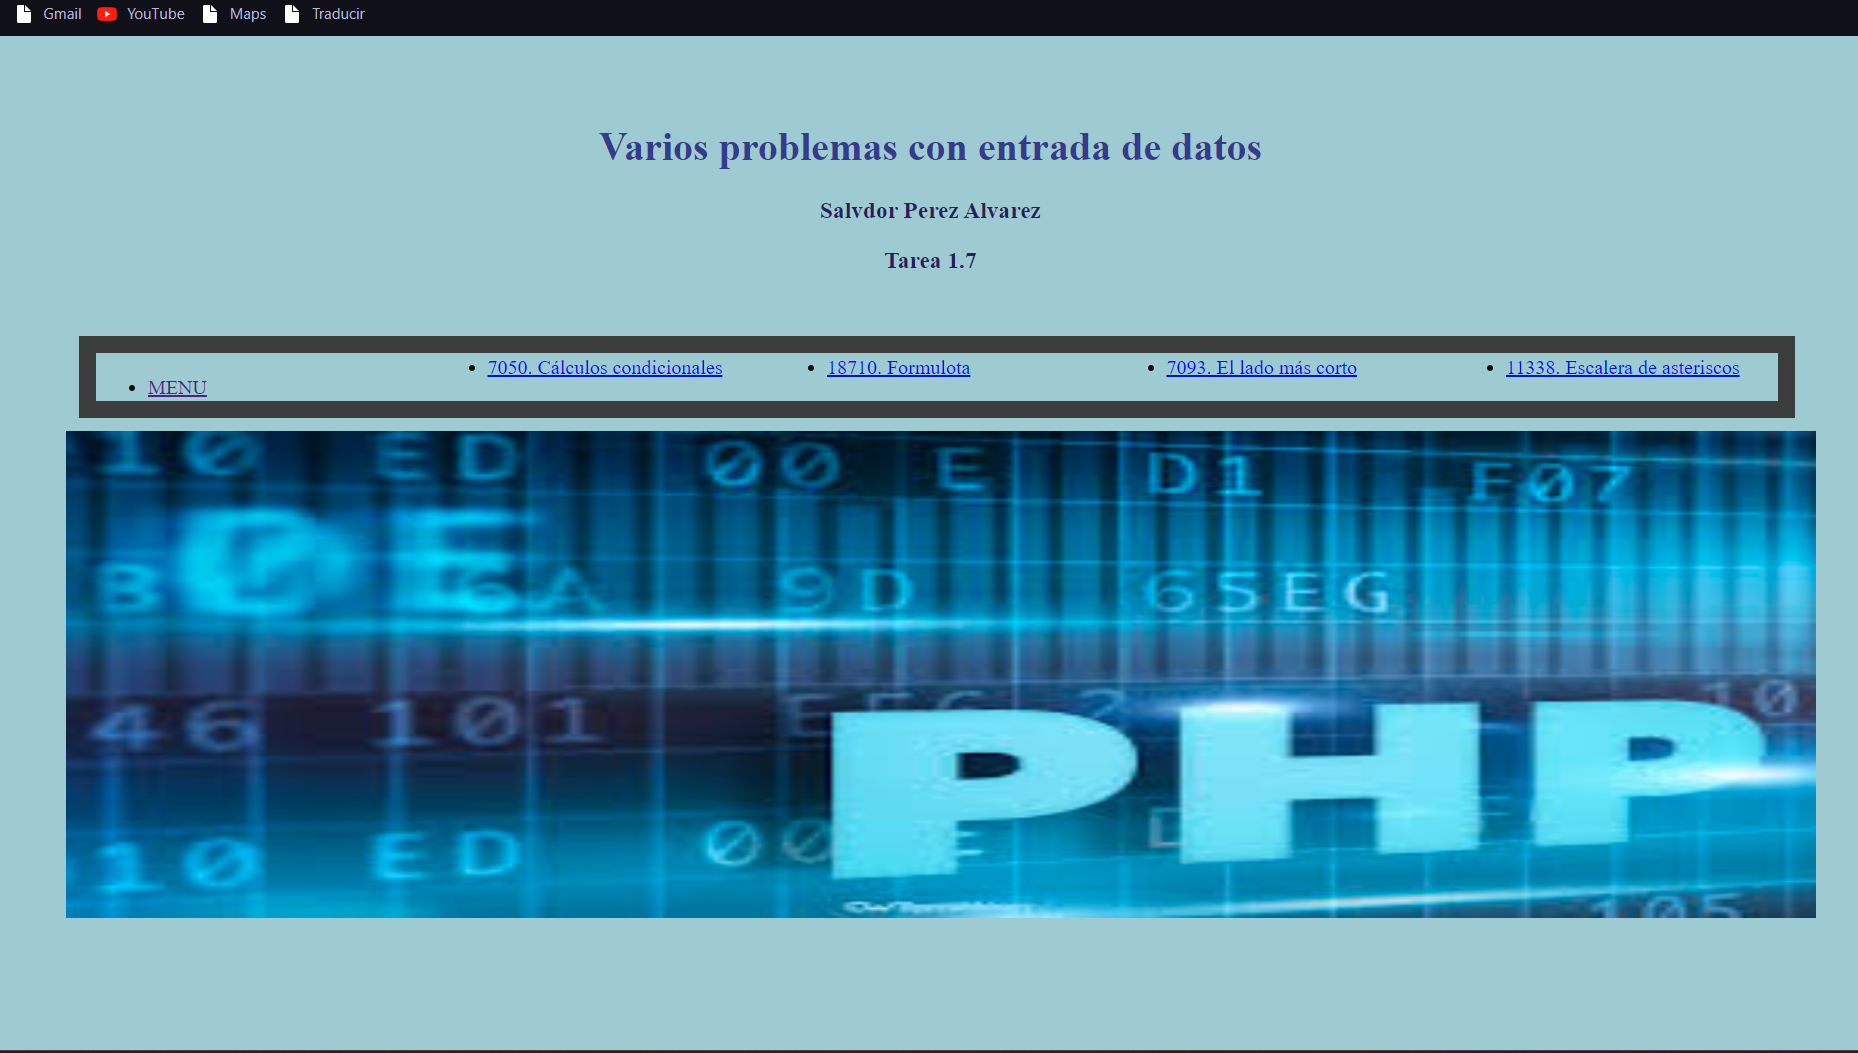 Gmail YouTube Maps Traducir
Varios problemas con entrada de datos
Salvdor Perez Alvarez
Tarea 1.7
MENU
7050. Cálculos condicionales
18710. Formulota
7093. El lado más corto
11338. Escalera de asteriscos
10 ED 00 E D1 F07
6A 9D 6SEG
46 101 10
PHP
10 ED 00
105